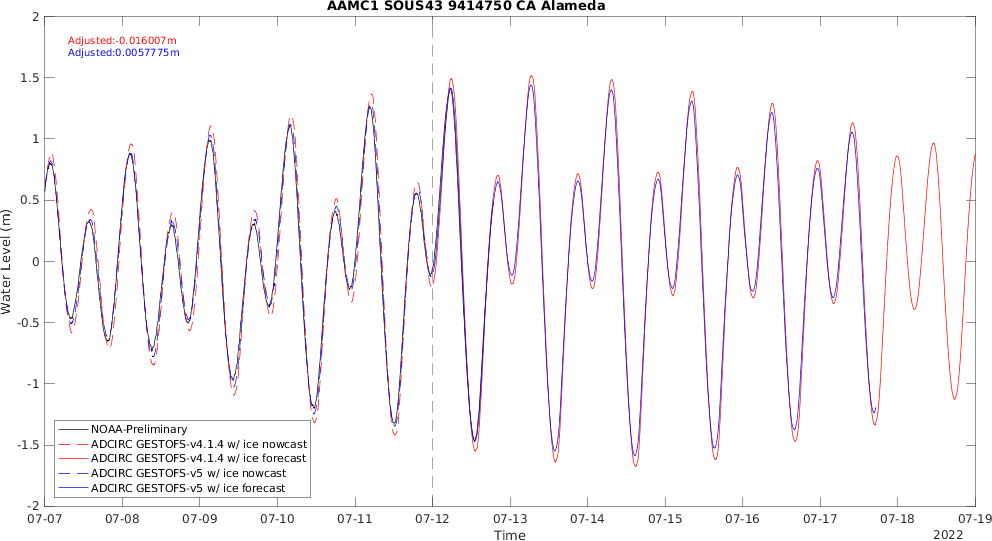 AAMC1 SOUS43 9414750 CA Alameda
Adjusted:-0.016007m
Adjusted:0.0057775m
Water Level (m)
2
1.5
1
0.5
0
-0.5
-1
-1.5
-2
NOAA-Preliminary
ADCIRC GESTOFS-v4.1.4 w/ ice nowcast
ADCIRC GESTOFS-v4.1.4 w/ ice forecast
ADCIRC GESTOFS-v5 w/ ice nowcast
ADCIRC GESTOFS-v5 w/ ice forecast
07-07 07-08 07-09 07-10 07-11 07-12 07-13 07-14 07-15 07-16 07-17 07-18 07-19
Time
2022